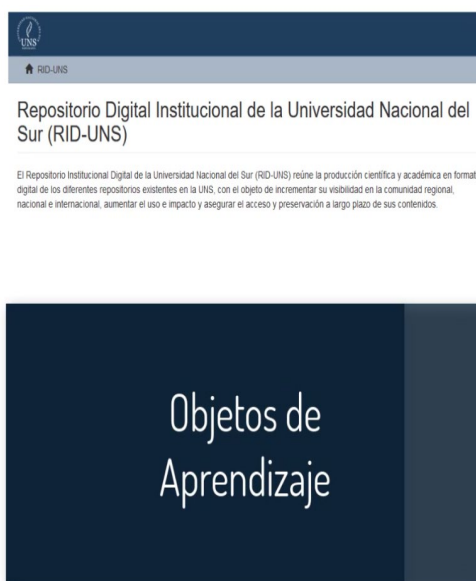 UNS
RID-UNS
Repositorio Digital Institucional de la Universidad Nacional del
Sur (RID-UNS)
El Repositorio Institucional Digital de la Universidad Nacional del Sur (RID-UNS) reúne la producción científica y académica en format
digital de los diferentes repositorios existentes en la UNS, con el objeto de incrementar su visibilidad en la comunidad regional,
nacional e internacional, aumentar el uso e impacto y asegurar el acceso y preservación a largo plazo de sus contenidos.
Objetos de
Aprendizaje